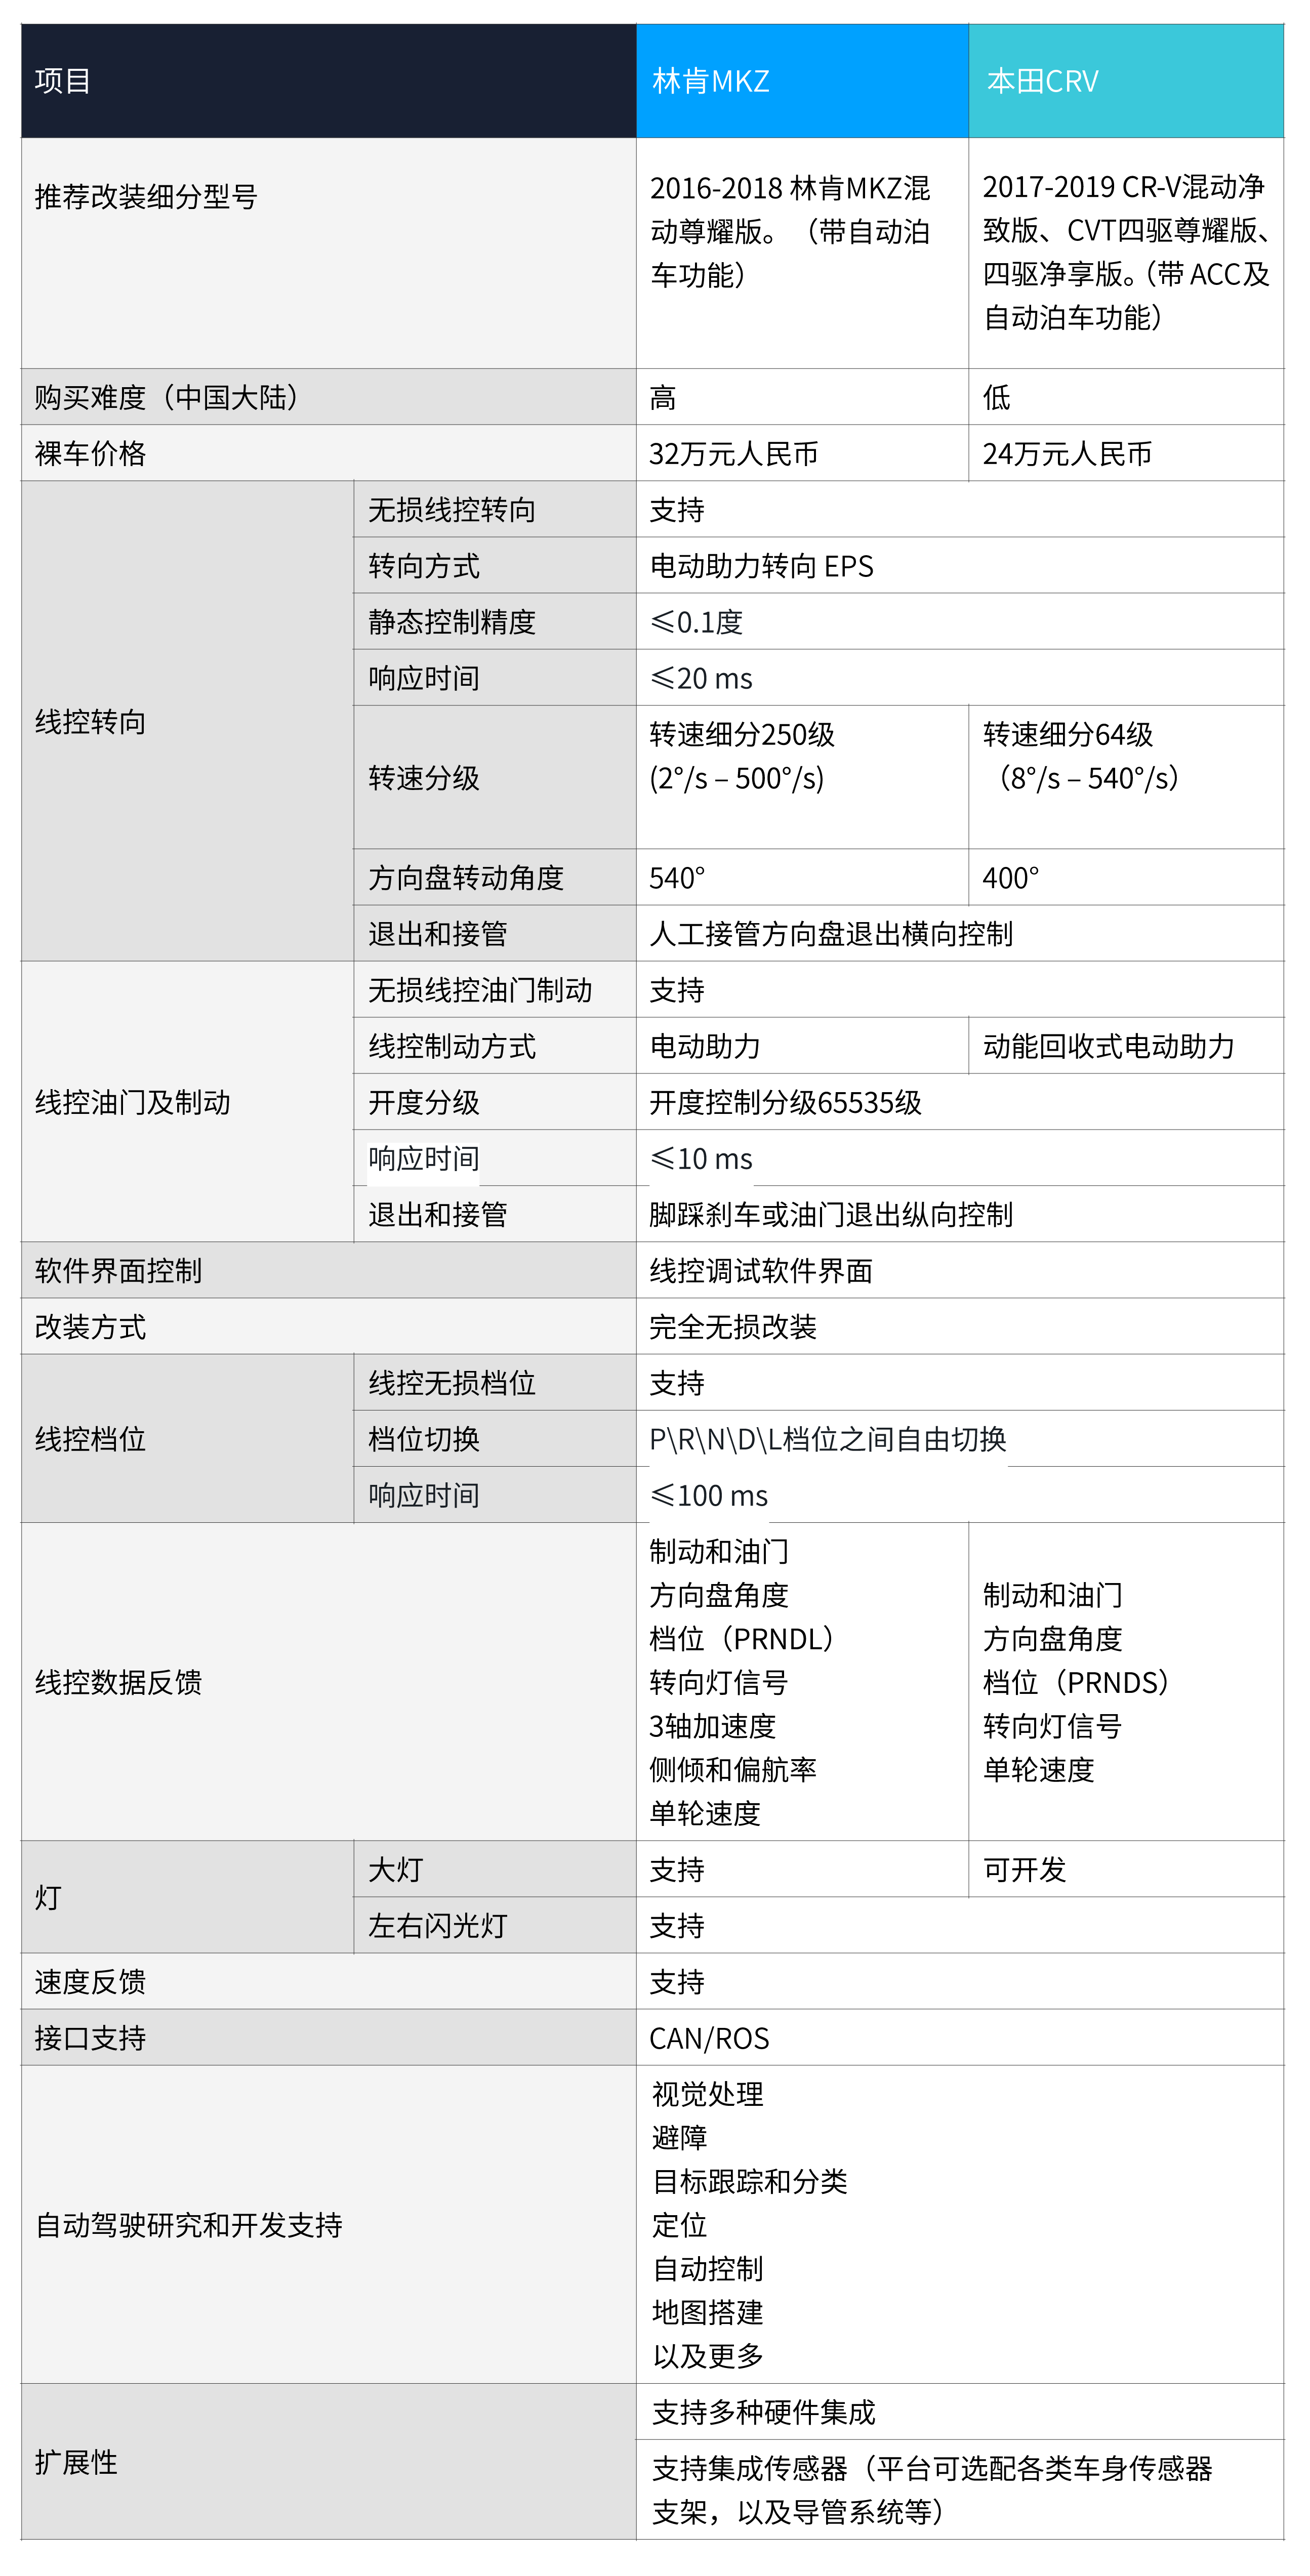 项目
林肯MKZ
本田CRV
推荐改装细分型号
2016-2018 林肯MKZ混
动尊耀版。（带自动泊
车功能）
2017-2019 CR-V混动净
致版、CVT四驱尊耀版、
四驱净享版。（带 ACC及
自动泊车功能）
购买难度（中国大陆）
高
低
裸车价格
32万元人民币
24万元人民币
线控转向
无损线控转向
支持
转向方式
电动助力转向 EPS
静态控制精度
≤0.1度
响应时间
≤20 ms
转速分级
转速细分250级
(2°/s – 500°/s)
转速细分64级
（8°/s – 540°/s）
方向盘转动角度
540°
400°
退出和接管
人工接管方向盘退出横向控制
线控油门及制动
无损线控油门制动
支持
线控制动方式
电动助力
动能回收式电动助力
开度分级
开度控制分级65535级
响应时间
≤10 ms
退出和接管
脚踩刹车或油门退出纵向控制
软件界面控制
线控调试软件界面
改装方式
完全无损改装
线控档位
线控无损档位
支持
档位切换
P\R\N\D\L档位之间自由切换
响应时间
≤100 ms
线控数据反馈
制动和油门
方向盘角度
档位（PRNDL）
转向灯信号
3轴加速度
侧倾和偏航率
单轮速度
制动和油门
方向盘角度
档位（PRNDS）
转向灯信号
单轮速度
灯
大灯
支持
可开发
左右闪光灯
支持
速度反馈
支持
接口支持
CAN/ROS
自动驾驶研究和开发支持
视觉处理
避障
目标跟踪和分类
定位
自动控制
地图搭建
以及更多
扩展性
支持多种硬件集成
支持集成传感器（平台可选配各类车身传感器
支架，以及导管系统等）